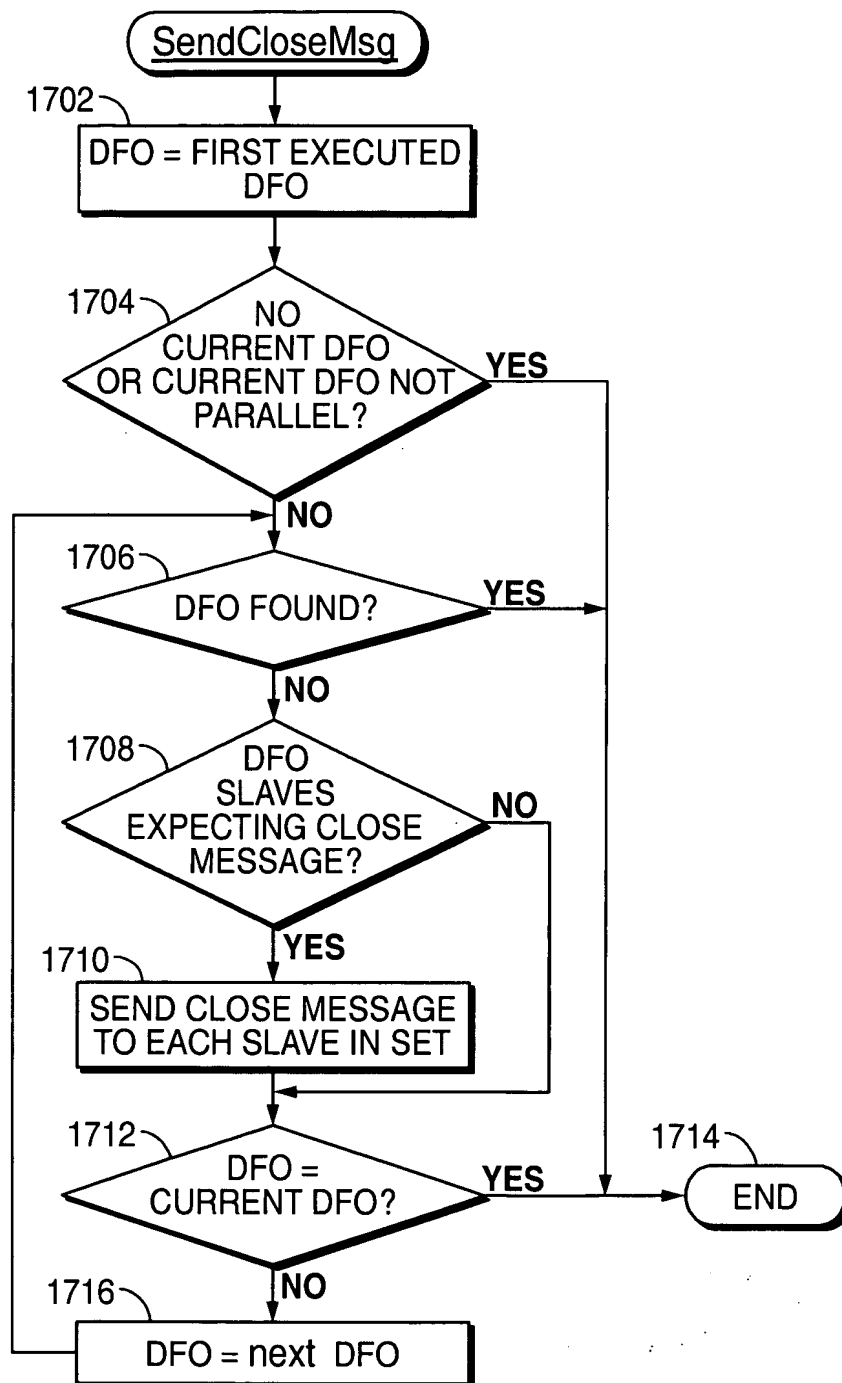 SendCloseMsg
1702
DFO = FIRST EXECUTED
DFO
1704
NO
CURRENT DFO
OR CURRENT DFO NOT
PARALLEL?
YES
NO
1706
DFO FOUND?
YES
NO
1708
DFO
SLAVES
EXPECTING CLOSE
MESSAGE?
NO
YES
1710
SEND CLOSE MESSAGE
TO EACH SLAVE IN SET
1712
DFO =
CURRENT DFO?
YES
1714
END
NO
1716
DFO = next DFO